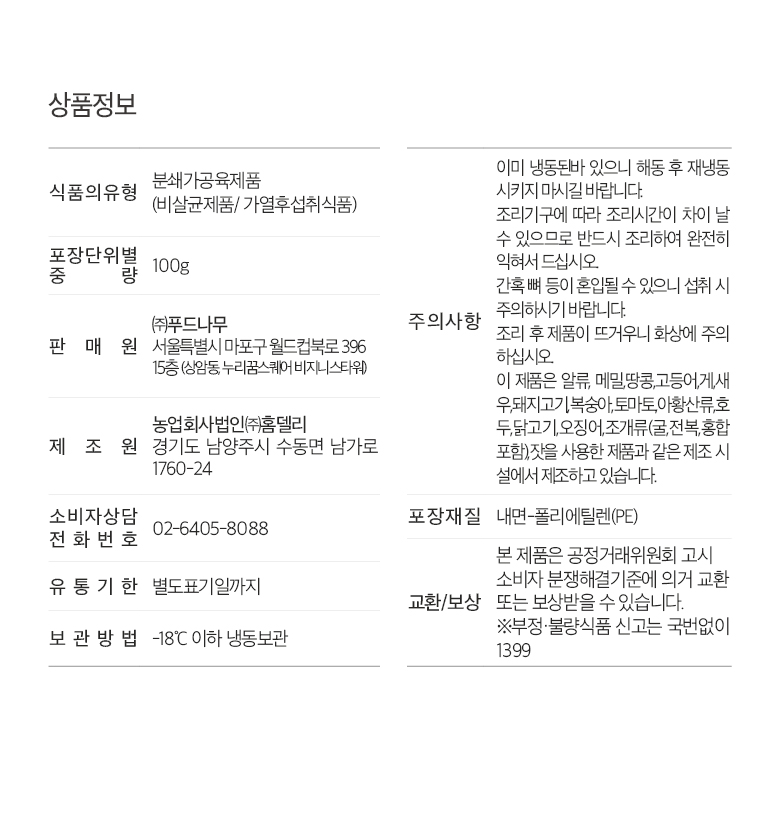 상품정보
식품의유형
분쇄가공육제품
(비살균제품/ 가열후섭취식품)
포장단위별
중 량
100g
판 매 원
㈜푸드나무
서울특별시 마포구 월드컵북로 396
15층 (상암동, 누리꿈스퀘어 비지니스타워)
제 조 원
농업회사법인㈜홈델리
경기도 남양주시 수동면 남가로
1760-24
소비자상담
전 화 번 호
02-6405-8088
유 통 기 한
별도표기일까지
보 관 방 법
-18℃ 이하 냉동보관
주의사항
이미 냉동된바 있으니 해동 후 재냉동
시키지 마시길 바랍니다.
조리기구에 따라 조리시간이 차이 날
수 있으므로 반드시 조리하여 완전히
익혀서 드십시오.
간혹 뼈 등이 혼입될 수 있으니 섭취 시
주의하시기 바랍니다.
조리 후 제품이 뜨거우니 화상에 주의
하십시오.
이 제품은 알류, 메밀,땅콩,고등어,게,새
우,돼지고기,복숭아,토마토,아황산류,호
두,닭고기,오징어,조개류(굴,전복,홍합
포함),잣을 사용한 제품과 같은 제조 시
설에서 제조하고 있습니다.
포장재질
내면-폴리에틸렌(PE)
교환/보상
본 제품은 공정거래위원회 고시
소비자 분쟁해결기준에 의거 교환
또는 보상받을 수 있습니다.
※부정·불량식품 신고는 국번없이
1399